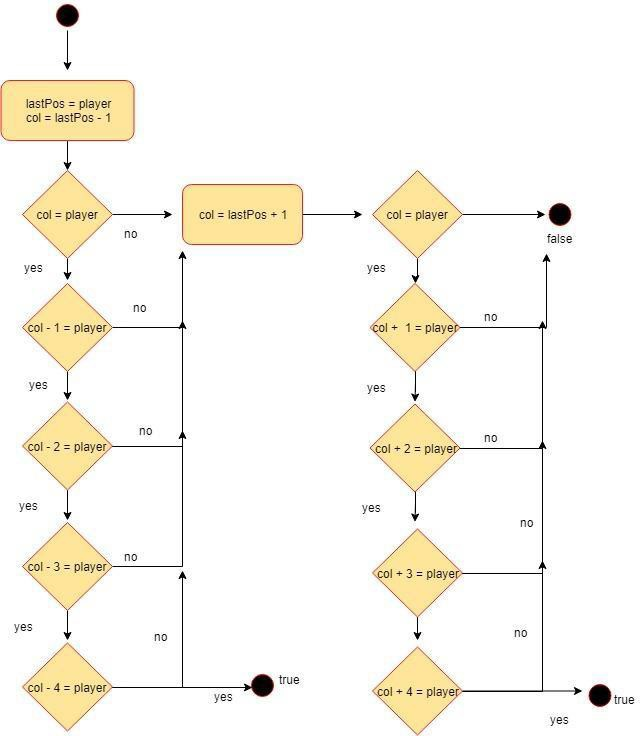 lastPos = player
col = lastPos - 1
col = player
no
yes
col = lastPos + 1
col = player
false
yes
no
col - 1 = player
yes
no
col - 2 = player
yes
no
col - 3 = player
yes
no
col - 4 = player
yes
true
no
col + 1 = player
yes
no
col + 2 = player
yes
no
col + 3 = player
no
col + 4 = player
yes
true